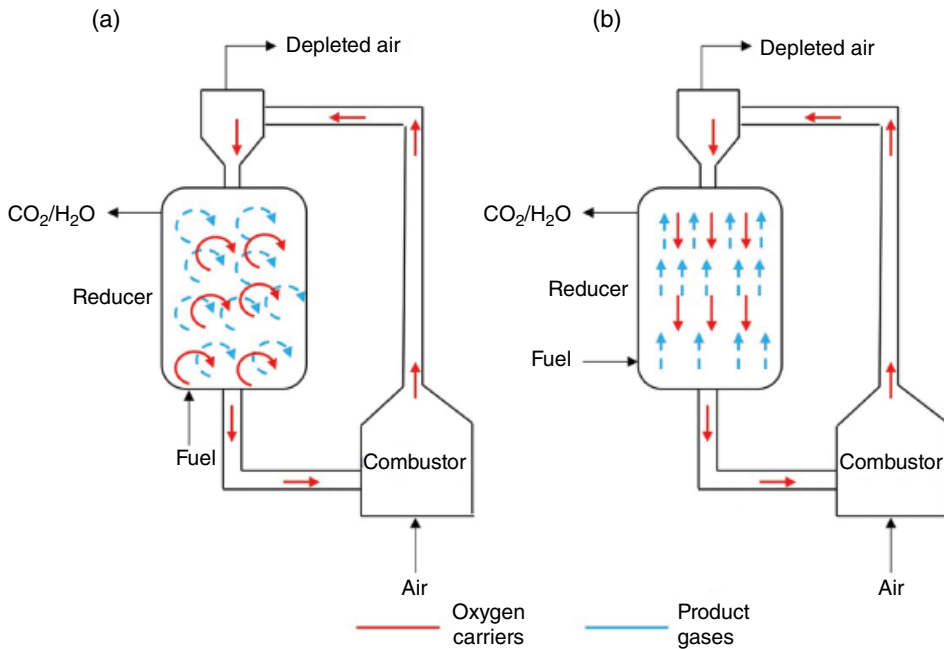 (a)
Depleted air
CO₂/H₂O
Reducer
Fuel
Combustor
Air
(b)
Depleted air
CO₂/H₂O
Reducer
Fuel
Combustor
Air
Oxygen
carriers
Product
gases